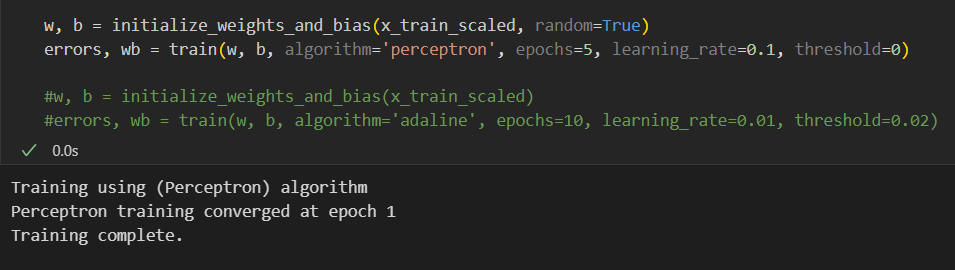 w, b = initialize_weights_and_bias(x_train_scaled, random=True)
errors, wb = train(w, b, algorithm='perceptron', epochs=5, learning_rate=0.1, threshold=0)
#w, b = initialize_weights_and_bias(x_train_scaled)
#errors, wb = train(w, b, algorithm='adaline', epochs=10, learning_rate=0.01, threshold=0.02)
0.0s
Training using (Perceptron) algorithm
Perceptron training converged at epoch 1
Training complete.